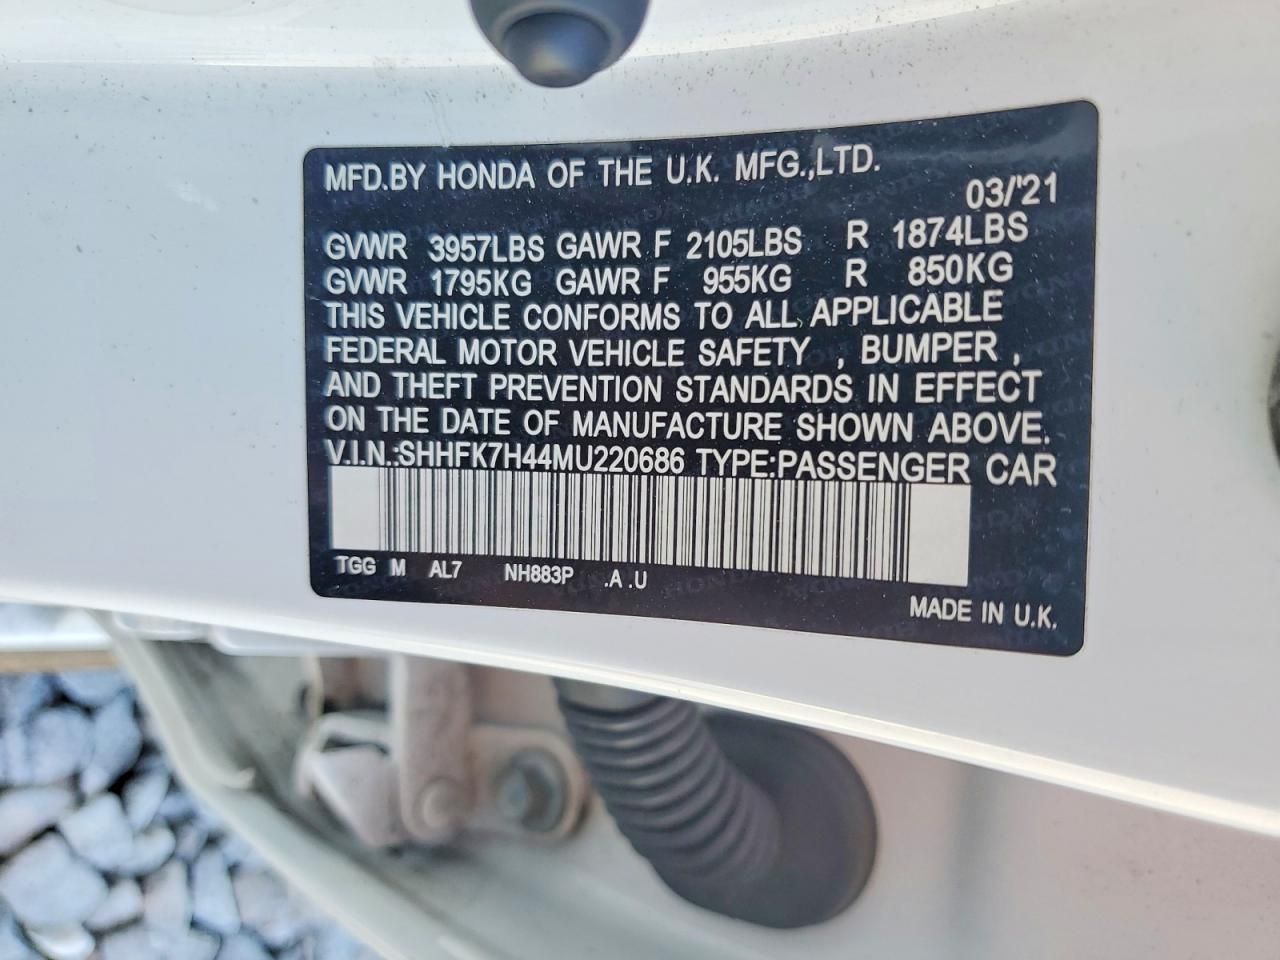 MFD.BY HONDA OF THE U.K. MFG.,LTD.
03/'21
GVWR 3957LBS GAWR F 2105LBS R 1874LBS
GVWR 1795KG GAWR F 955KG R 850KG
THIS VEHICLE CONFORMS TO ALL APPLICABLE
FEDERAL MOTOR VEHICLE SAFETY , BUMPER ,
AND THEFT PREVENTION STANDARDS IN EFFECT
ON THE DATE OF MANUFACTURE SHOWN ABOVE.
V.I.N.:SHHFK7H44MU220686 TYPE:PASSENGER CAR
TGG M AL7 NH883P .A .U
MADE IN U.K.